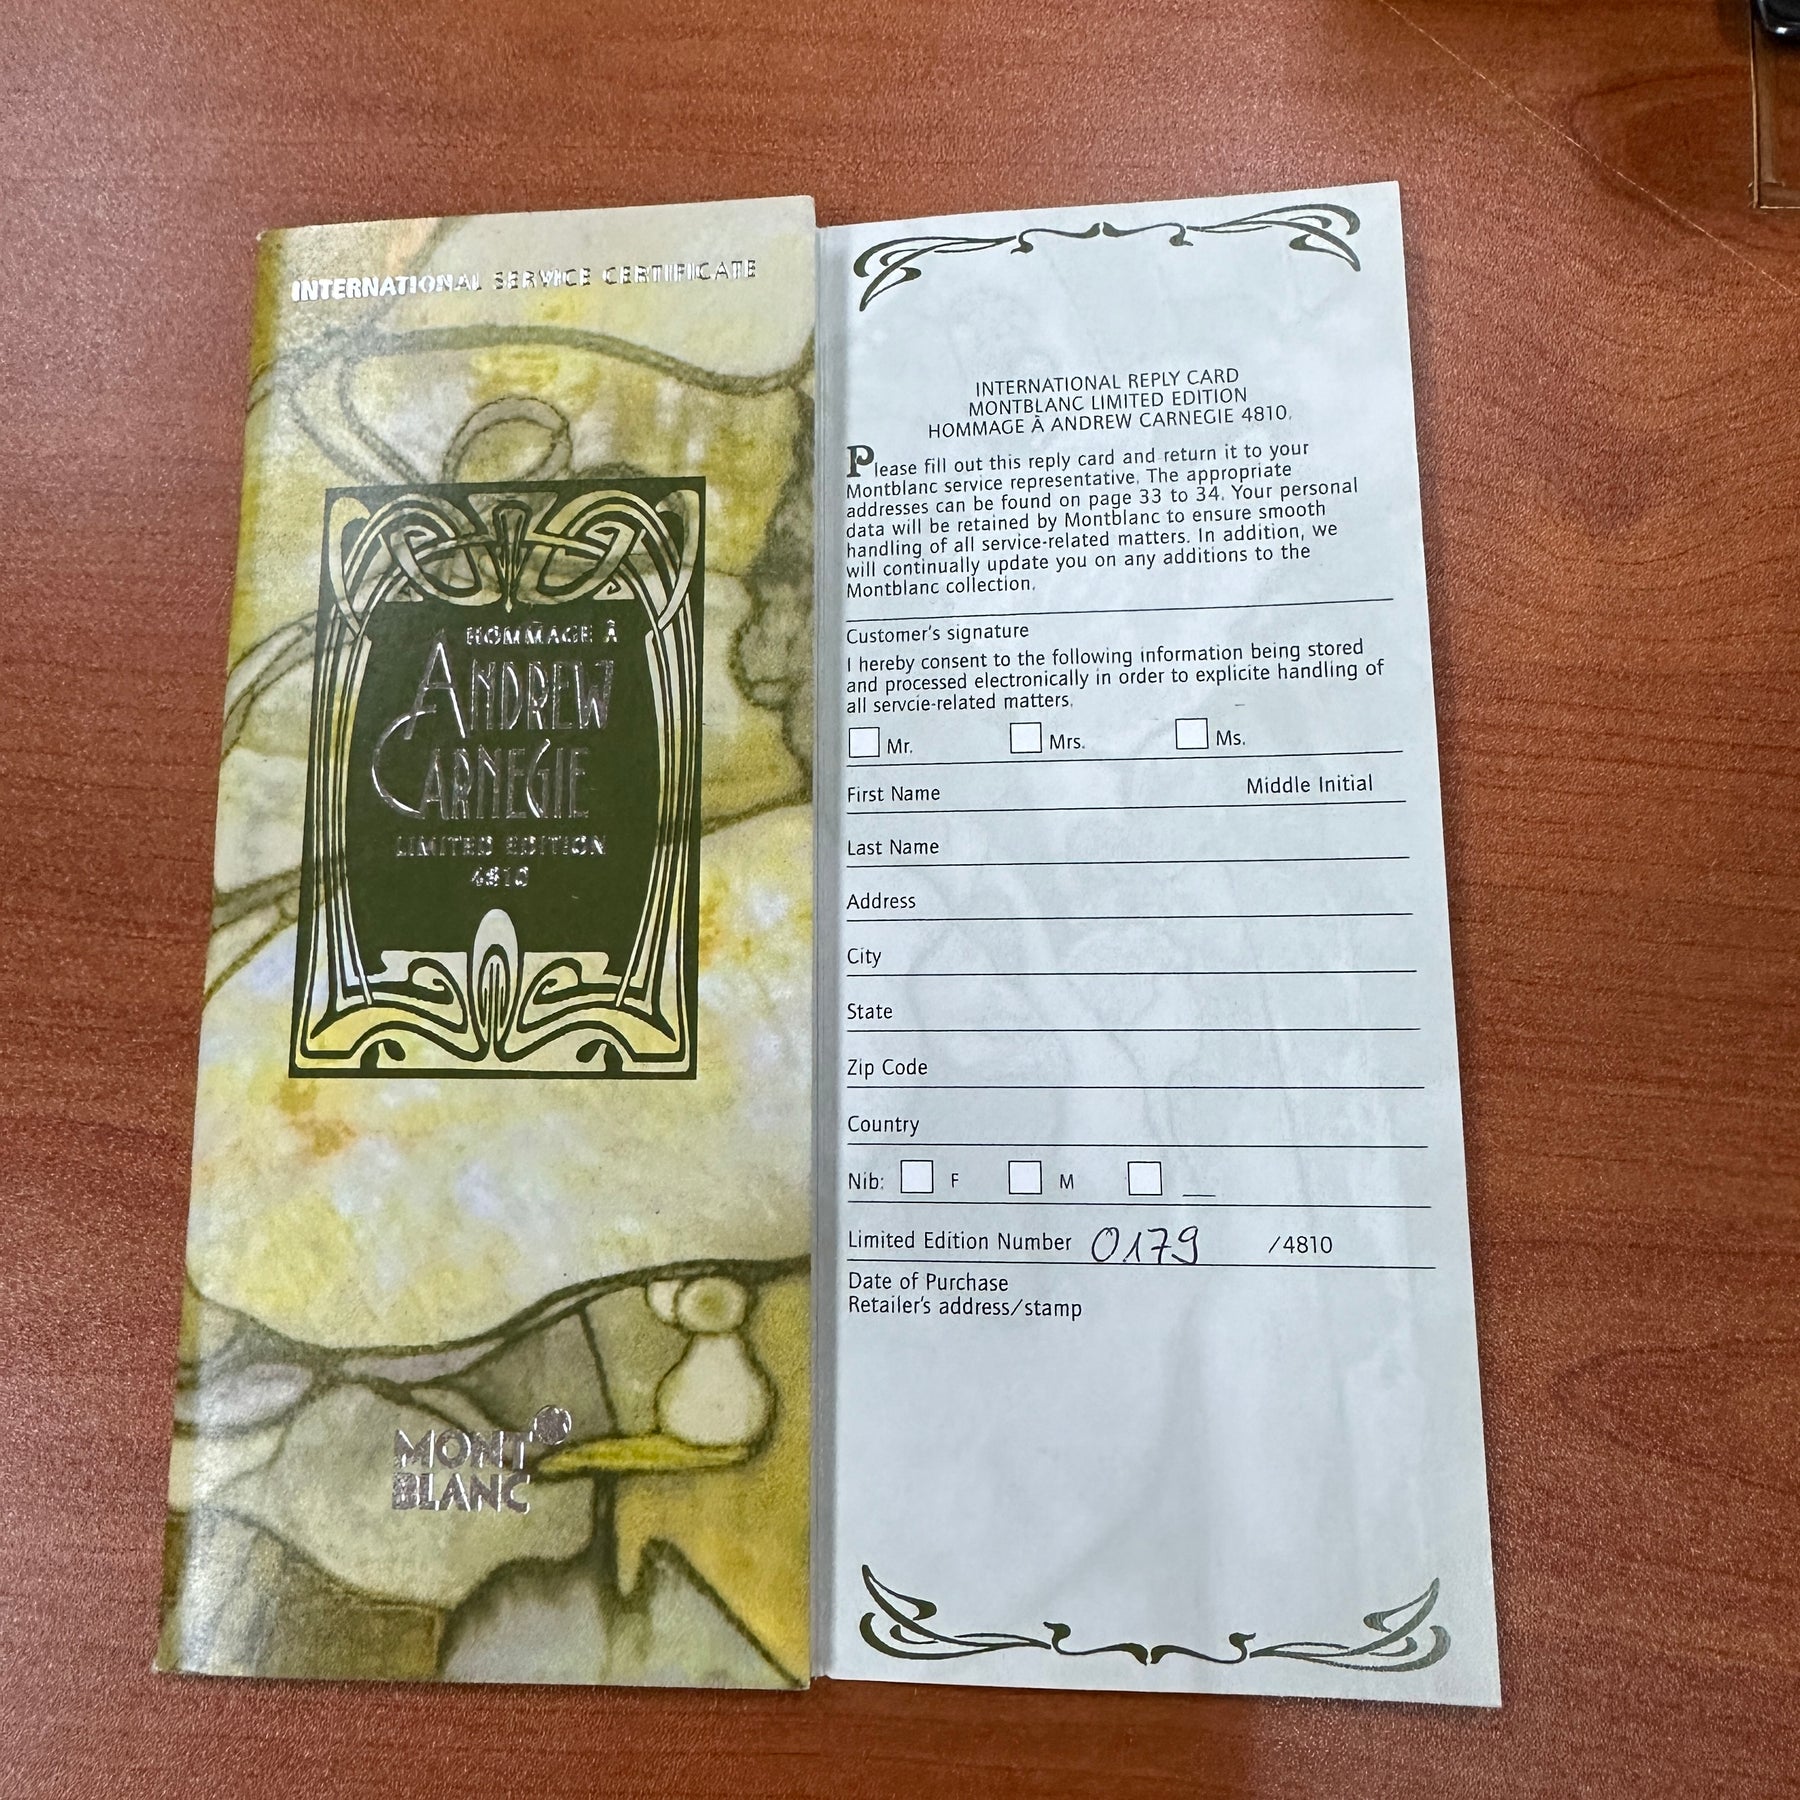 INTERNATIONAL SERVICE CERTIFICATE
HOMMAGE À
ANDREW
CARNEGIE
LIMITED EDITION
4810
MONT
BLANC
INTERNATIONAL REPLY CARD
MONTBLANC LIMITED EDITION
HOMMAGE À ANDREW CARNEGIE 4810.
Please fill out this reply card and return it to your
Montblanc service representative. The appropriate
addresses can be found on page 33 to 34. Your personal
data will be retained by Montblanc to ensure smooth
handling of all service-related matters. In addition, we
will continually update you on any additions to the
Montblanc collection.
Customer's signature
I hereby consent to the following information being stored
and processed electronically in order to explicite handling of
all servcie-related matters.
Mr. Mrs. Ms.
First Name Middle Initial
Last Name
Address
City
State
Zip Code
Country
Nib: F M __
Limited Edition Number 0179 /4810
Date of Purchase
Retailer's address/stamp